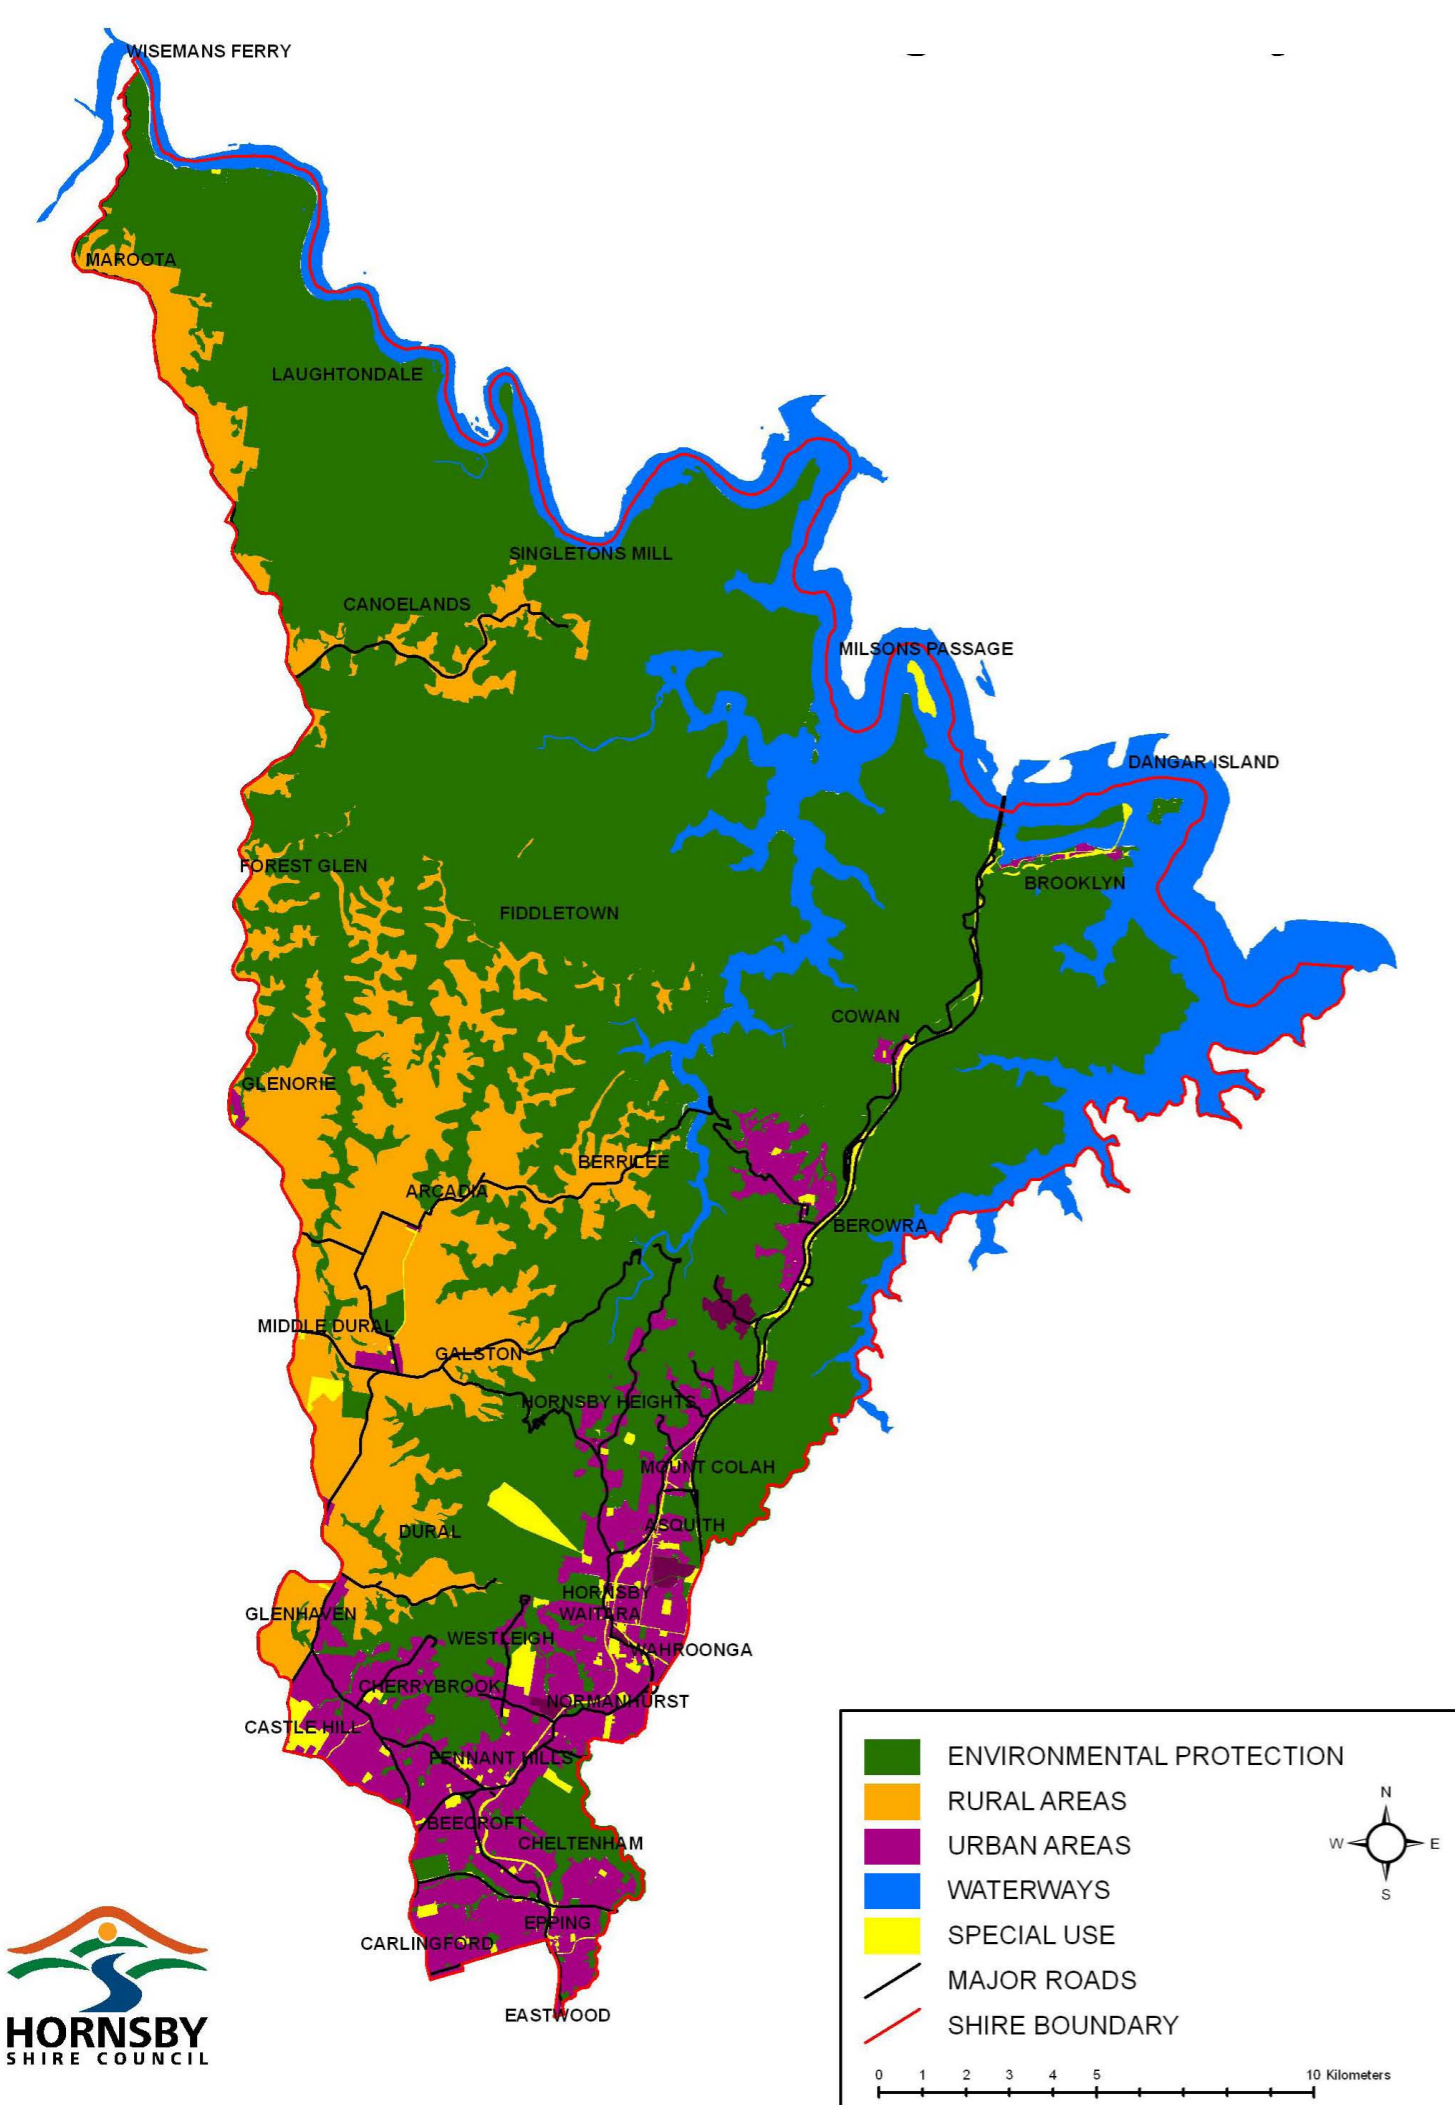 WISEMANS FERRY
MAROOTA
LAUGHTONDALE
SINGLETONS MILL
CANOELANDS
MILSONS PASSAGE
DANGAR ISLAND
FOREST GLEN
BROOKLYN
FIDDLETOWN
COWAN
GLENORIE
BERRILEE
ARCADIA
BEROWRA
MIDDLE DURAL
GALSTON
HORNSBY HEIGHTS
MOUNT COLAH
ASQUITH
DURAL
HORNSBY
GLENHAVEN
WAITARA
WESTLEIGH
WAHROONGA
CHERRYBROOK
NORMANHURST
CASTLE HILL
PENNANT HILLS
BEECROFT
CHELTENHAM
EPPING
CARLINGFORD
EASTWOOD
ENVIRONMENTAL PROTECTION
RURAL AREAS
URBAN AREAS
WATERWAYS
SPECIAL USE
MAJOR ROADS
SHIRE BOUNDARY
N
W E
S
0 1 2 3 4 5 10 Kilometers
HORNSBY
SHIRE COUNCIL